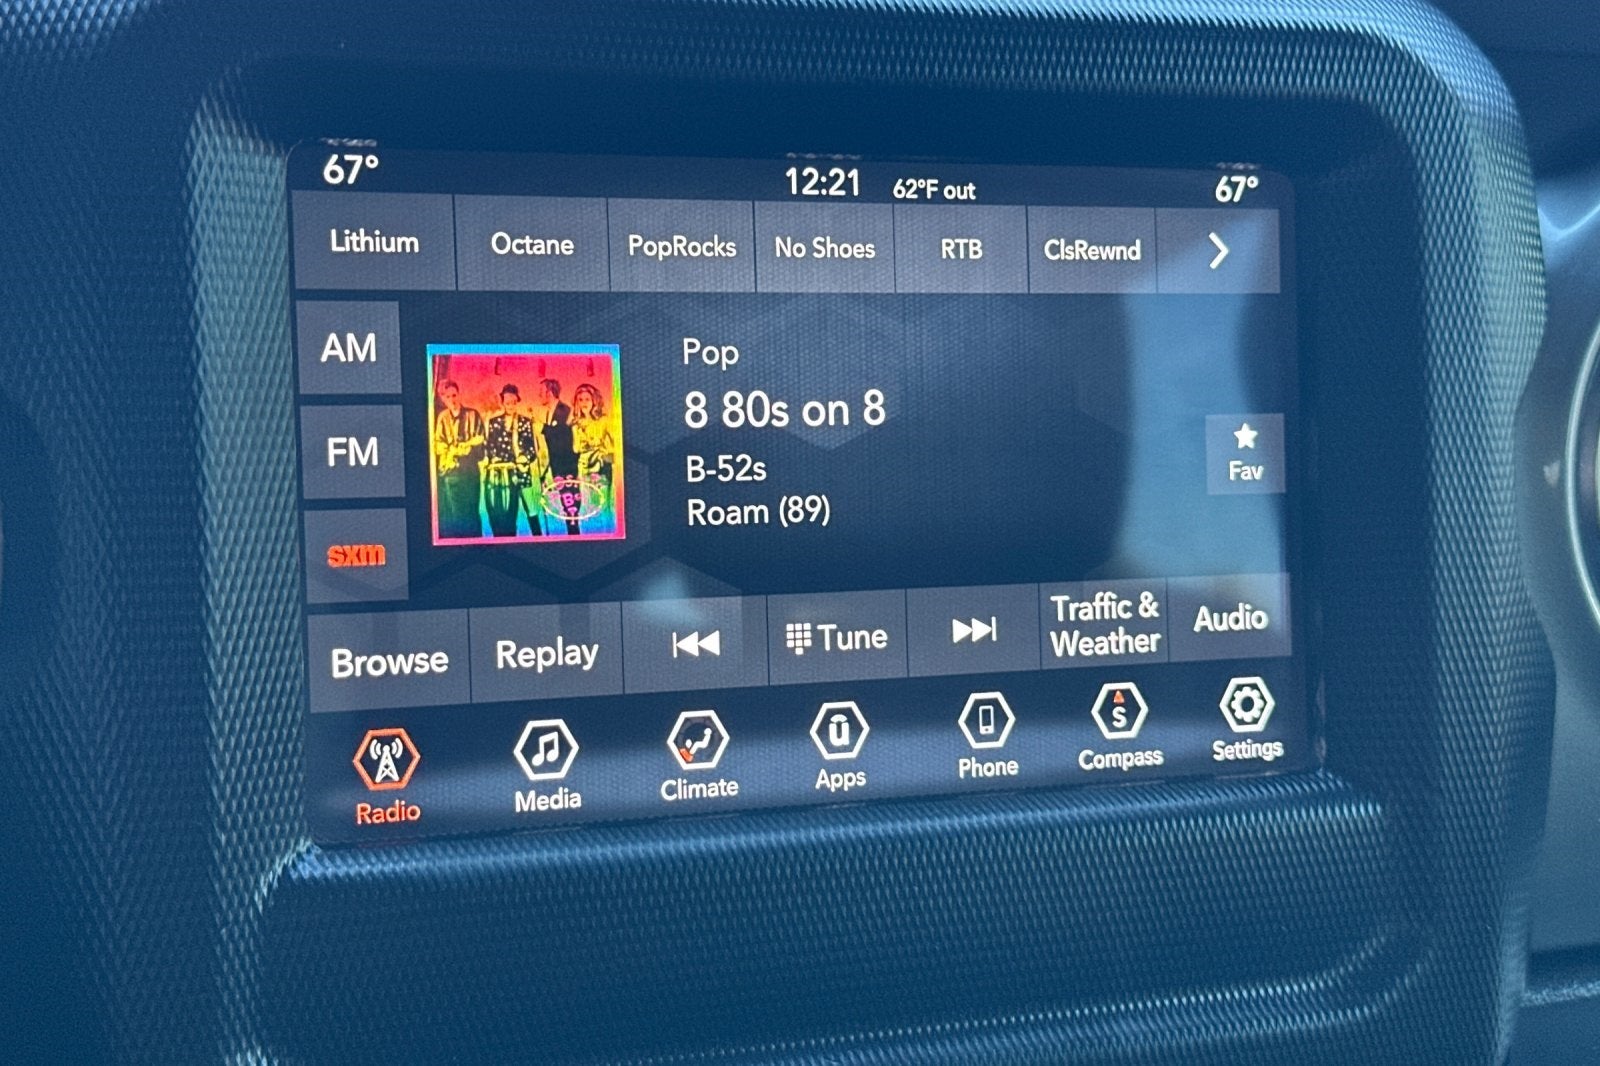 67°
12:21
62°F out
67°
Lithium
Octane
PopRocks
No Shoes
RTB
ClsRewnd
AM
FM
sxm
Pop
8 80s on 8
B-52s
Roam (89)
Fav
Browse
Replay
Tune
Traffic &
Weather
Audio
Radio
Media
Climate
û
Apps
Phone
S
Compass
Settings